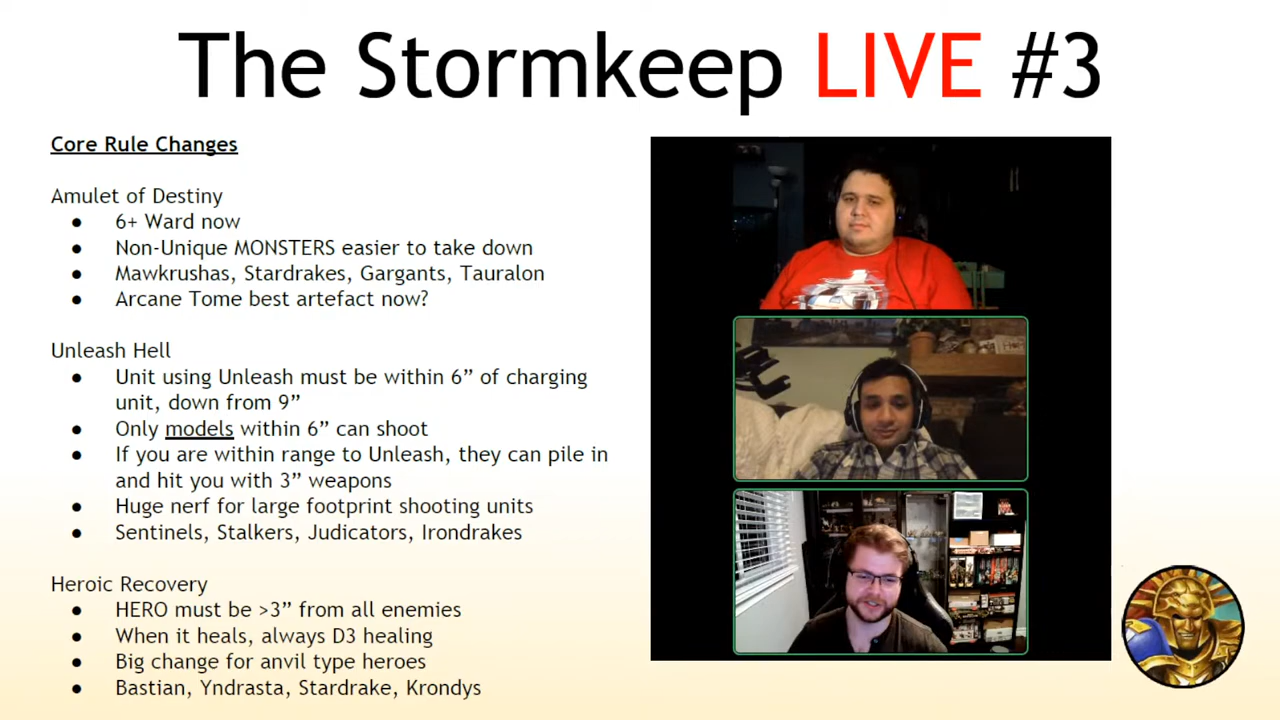 The Stormkeep LIVE #3
Core Rule Changes
Amulet of Destiny
● 6+ Ward now
● Non-Unique MONSTERS easier to take down
● Mawkrushas, Stardrakes, Gargants, Tauralon
● Arcane Tome best artefact now?
Unleash Hell
● Unit using Unleash must be within 6” of charging
unit, down from 9”
● Only models within 6” can shoot
● If you are within range to Unleash, they can pile in
and hit you with 3” weapons
● Huge nerf for large footprint shooting units
● Sentinels, Stalkers, Judicators, Irondrakes
Heroic Recovery
● HERO must be >3” from all enemies
● When it heals, always D3 healing
● Big change for anvil type heroes
● Bastian, Yndrasta, Stardrake, Krondys